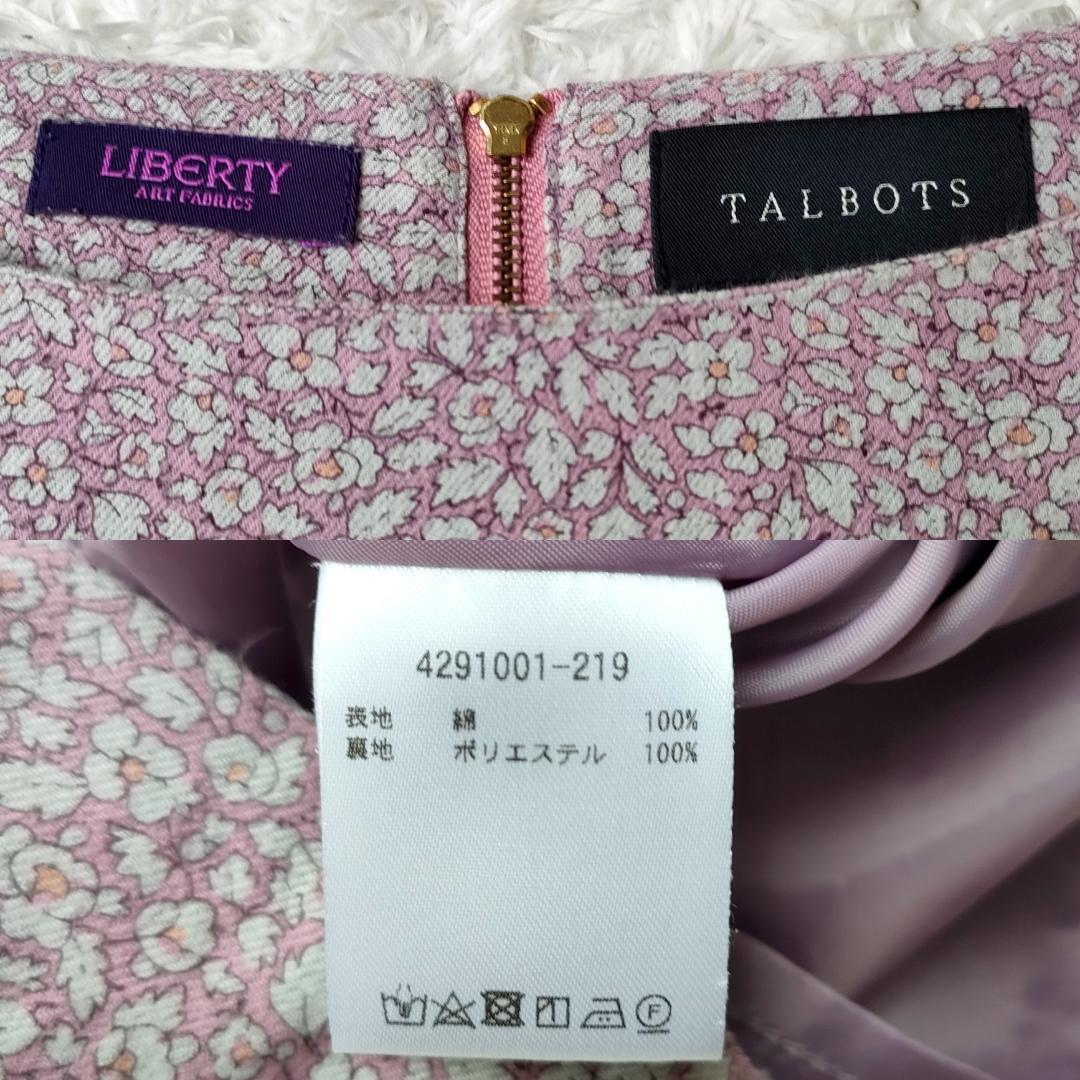 LIBERTY
ART FABRICS
TALBOTS
4291001-219
表地 綿 100%
裏地 ポリエステル 100%
F